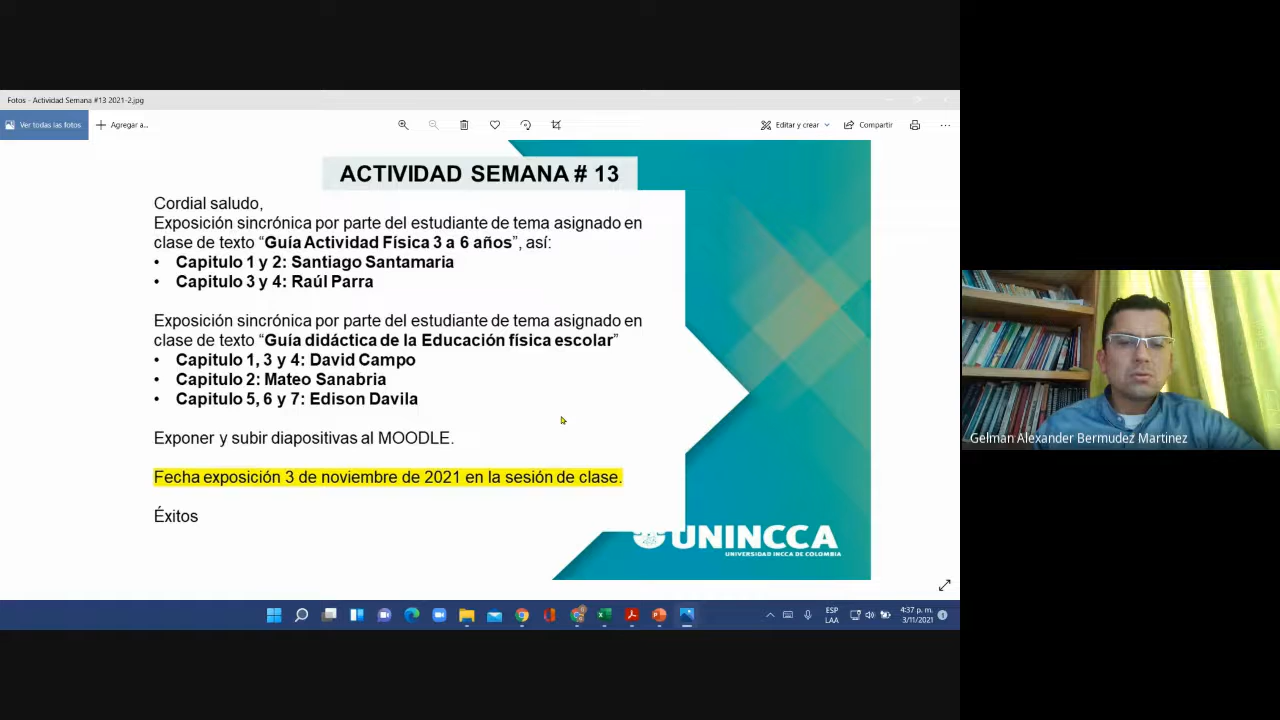 Fotos - Actividad Semana #13 2021-2.jpg
Ver todas las fotos
Agregar a...
Editar y crear
Compartir
ACTIVIDAD SEMANA # 13
Cordial saludo,
Exposición sincrónica por parte del estudiante de tema asignado en
clase de texto “Guía Actividad Física 3 a 6 años”, así:
• Capitulo 1 y 2: Santiago Santamaria
• Capitulo 3 y 4: Raúl Parra
Exposición sincrónica por parte del estudiante de tema asignado en
clase de texto “Guía didáctica de la Educación física escolar”
• Capitulo 1, 3 y 4: David Campo
• Capitulo 2: Mateo Sanabria
• Capitulo 5, 6 y 7: Edison Davila
Exponer y subir diapositivas al MOODLE.
Fecha exposición 3 de noviembre de 2021 en la sesión de clase.
Éxitos
UNINCCA
UNIVERSIDAD INCCA DE COLOMBIA
Gelman Alexander Bermudez Martinez
ESP
LAA
4:37 p. m.
3/11/2021